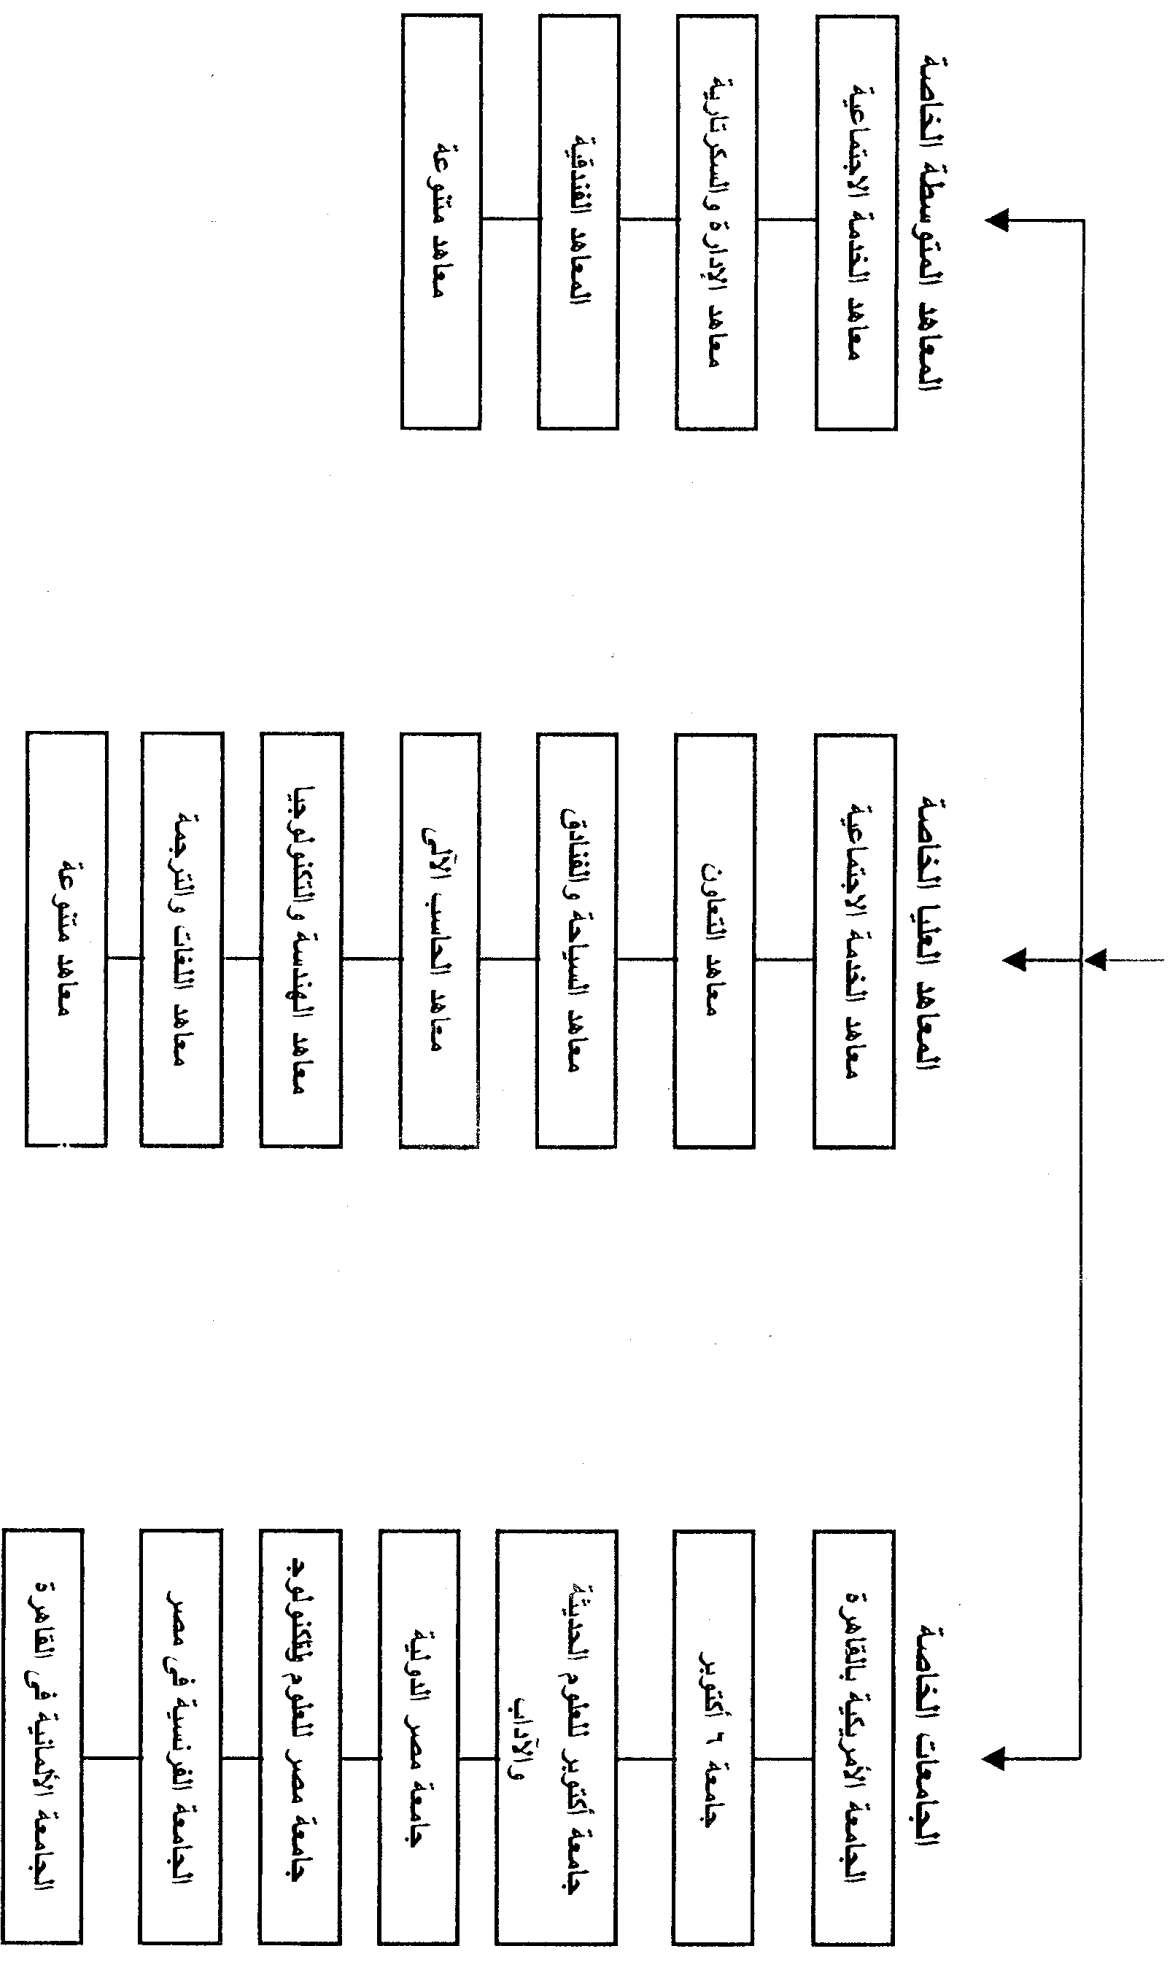 الجامعات الخاصة
الجامعة الأمريكية بالقاهرة
جامعة ٦ أكتوبر
جامعة أكتوبر للعلوم الحديثة
والآداب
جامعة مصر الدولية
جامعة مصر للعلوم والتكنولوج
الجامعة الفرنسية فى مصر
الجامعة الألمانية فى القاهرة
المعاهد العليا الخاصة
معاهد الخدمة الاجتماعية
معاهد التعاون
معاهد السياحة والفنادق
معاهد الحاسب الآلى
معاهد الهندسة والتكنولوجيا
معاهد اللغات والترجمة
معاهد متنوعة
المعاهد المتوسطة الخاصة
معاهد الخدمة الاجتماعية
معاهد الإدارة والسكرتارية
المعاهد الفندقية
معاهد متنوعة